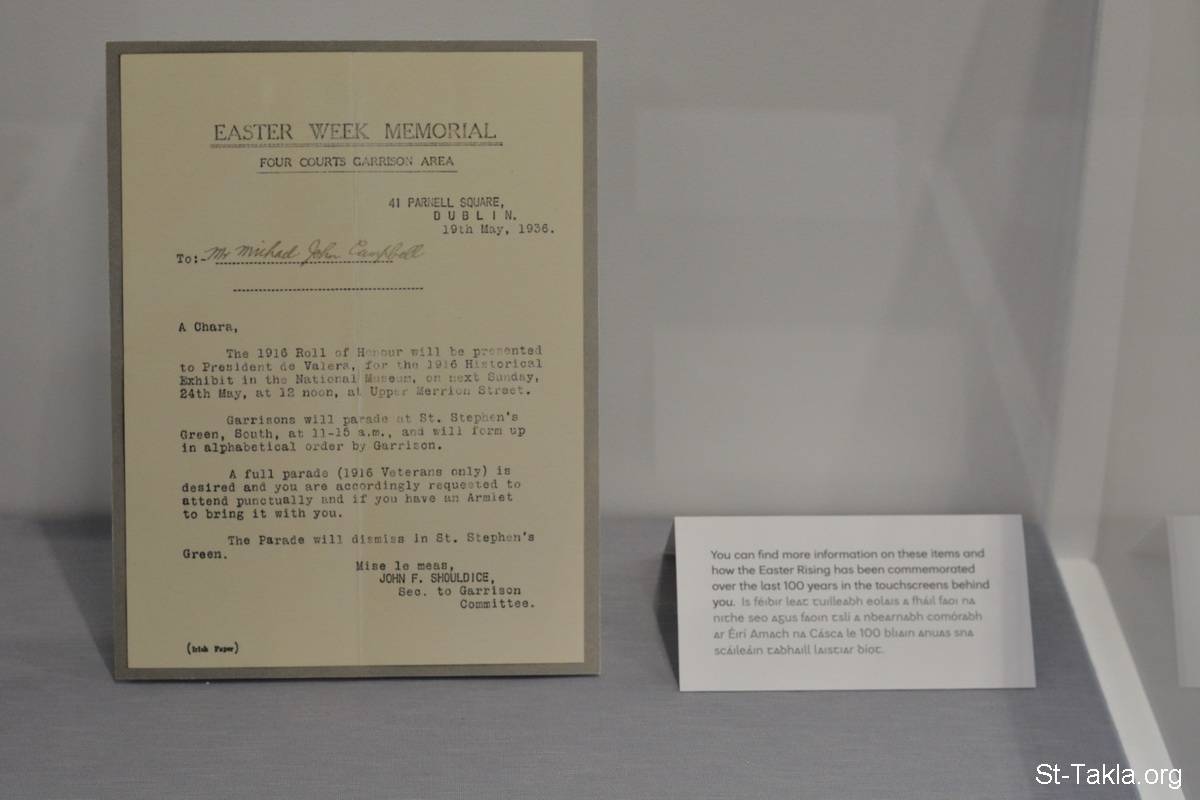 EASTER WEEK MEMORIAL
FOUR COURTS GARRISON AREA
41 PARNELL SQUARE,
DUBLIN.
19th May, 1936.
To:- Mr Michael John Campbell
A Chara,
The 1916 Roll of Honour will be presented
to President de Valera, for the 1916 Historical
Exhibit in the National Museum, on next Sunday,
24th May, at 12 noon, at Upper Merrion Street.
Garrisons will parade at St. Stephen's
Green, South, at 11-15 a.m., and will form up
in alphabetical order by Garrison.
A full parade (1916 Veterans only) is
desired and you are accordingly requested to
attend punctually and if you have an Armlet
to bring it with you.
The Parade will dismiss in St. Stephen's
Green.
Mise le meas,
JOHN F. SHOULDICE,
Sec. to Garrison
Committee.
(Irish Paper)
You can find more information on these items and
how the Easter Rising has been commemorated
over the last 100 years in the touchscreens behind
you. Is féidir leat tuilleabh eolais a fháil faoi na
nithe seo agus faoin tslí a nbearnabh comórabh
ar Éirí Amach na Cásca le 100 bliain anuas sna
scáileáin tabhaill laistiar díot.
St-Takla.org